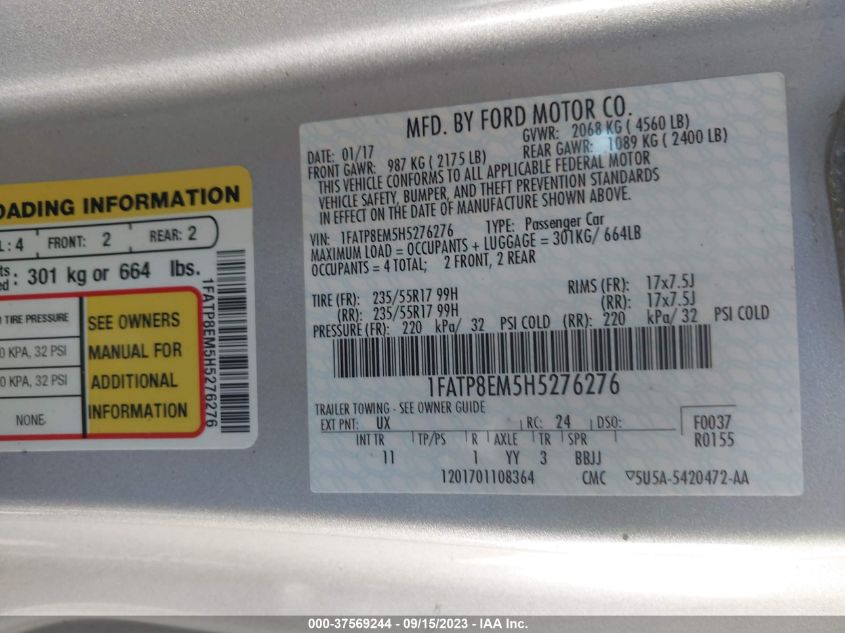 OADING INFORMATION
: 4 FRONT: 2 REAR: 2
: 301 kg or 664 lbs.
TIRE PRESSURE
0 KPA, 32 PSI
0 KPA, 32 PSI
NONE
SEE OWNERS
MANUAL FOR
ADDITIONAL
INFORMATION
1FATP8EM5H5276276
MFD. BY FORD MOTOR CO.
DATE: 01/17 GVWR: 2068 KG ( 4560 LB)
FRONT GAWR: 987 KG ( 2175 LB) REAR GAWR: 1089 KG ( 2400 LB)
THIS VEHICLE CONFORMS TO ALL APPLICABLE FEDERAL MOTOR
VEHICLE SAFETY, BUMPER, AND THEFT PREVENTION STANDARDS
IN EFFECT ON THE DATE OF MANUFACTURE SHOWN ABOVE.
VIN: 1FATP8EM5H5276276 TYPE: Passenger Car
MAXIMUM LOAD = OCCUPANTS + LUGGAGE = 301KG/ 664LB
OCCUPANTS = 4 TOTAL; 2 FRONT, 2 REAR
TIRE (FR): 235/55R17 99H RIMS (FR): 17x7.5J
(RR): 235/55R17 99H (RR): 17x7.5J
PRESSURE (FR): 220 kPa/ 32 PSI COLD (RR): 220 kPa/ 32 PSI COLD
1FATP8EM5H5276276
TRAILER TOWING - SEE OWNER GUIDE
EXT PNT: UX RC: 24 DSO: F0037
INT TR TP/PS R AXLE TR SPR R0155
11 1 YY 3 BBJJ
1201701108364 CMC ▽5U5A-5420472-AA
000-37569244 - 09/15/2023 - IAA Inc.